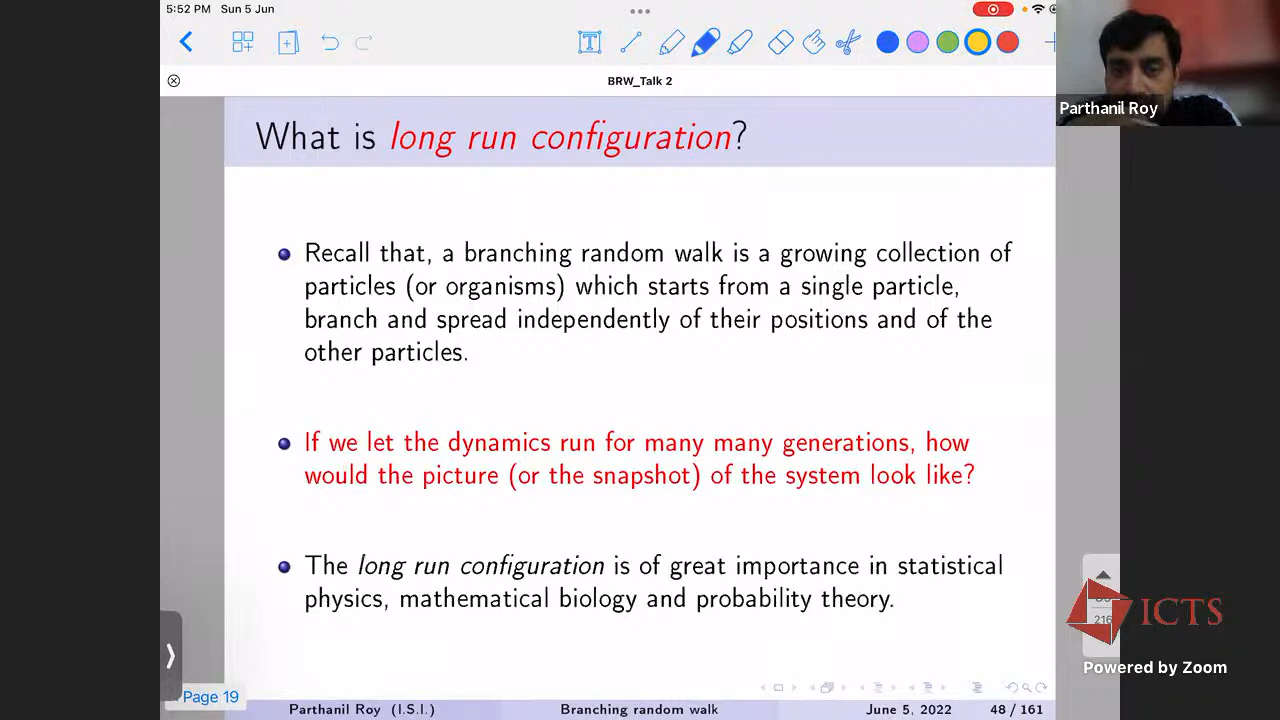 5:52 PM Sun 5 Jun
BRW_Talk 2
Parthanil Roy
What is long run configuration?
Recall that, a branching random walk is a growing collection of
particles (or organisms) which starts from a single particle,
branch and spread independently of their positions and of the
other particles.
If we let the dynamics run for many many generations, how
would the picture (or the snapshot) of the system look like?
The long run configuration is of great importance in statistical
physics, mathematical biology and probability theory.
216
ICTS
Powered by Zoom
Page 19
Parthanil Roy (I.S.I.) Branching random walk June 5, 2022 48 / 161